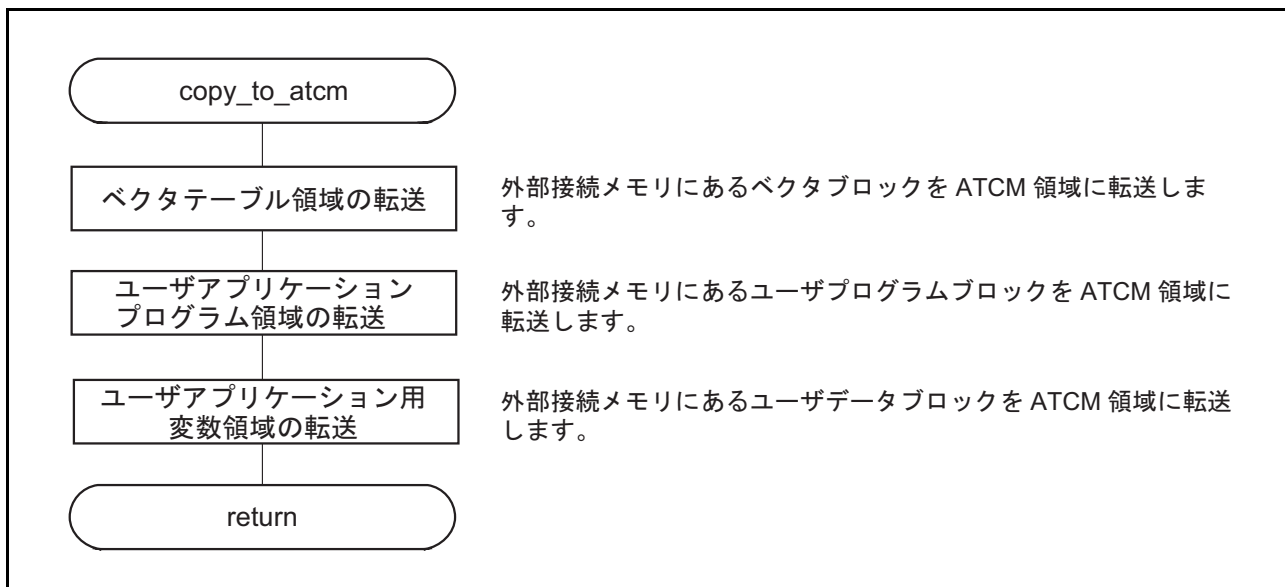 copy_to_atcm
ベクタテーブル領域の転送
外部接続メモリにあるベクタブロックを ATCM 領域に転送しま
す。
ユーザアプリケーション
プログラム領域の転送
外部接続メモリにあるユーザプログラムブロックを ATCM 領域に
転送します。
ユーザアプリケーション用
変数領域の転送
外部接続メモリにあるユーザデータブロックを ATCM 領域に転送
します。
return